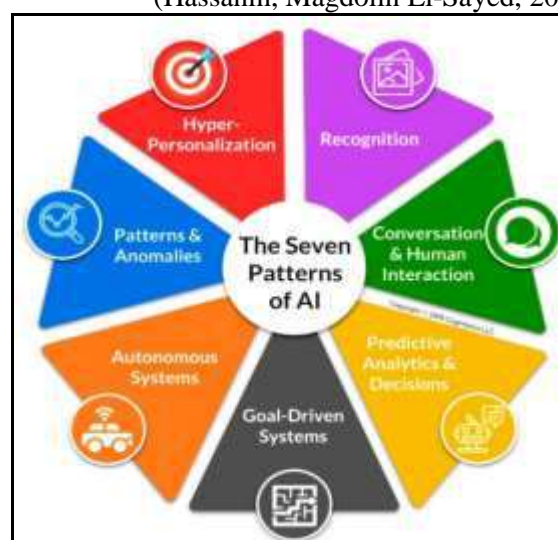 The Seven
Patterns
of AI
Hyper-
Personalization
Recognition
Conversation
& Human
Interaction
Predictive
Analytics &
Decisions
Goal-Driven
Systems
Autonomous
Systems
Patterns &
Anomalies